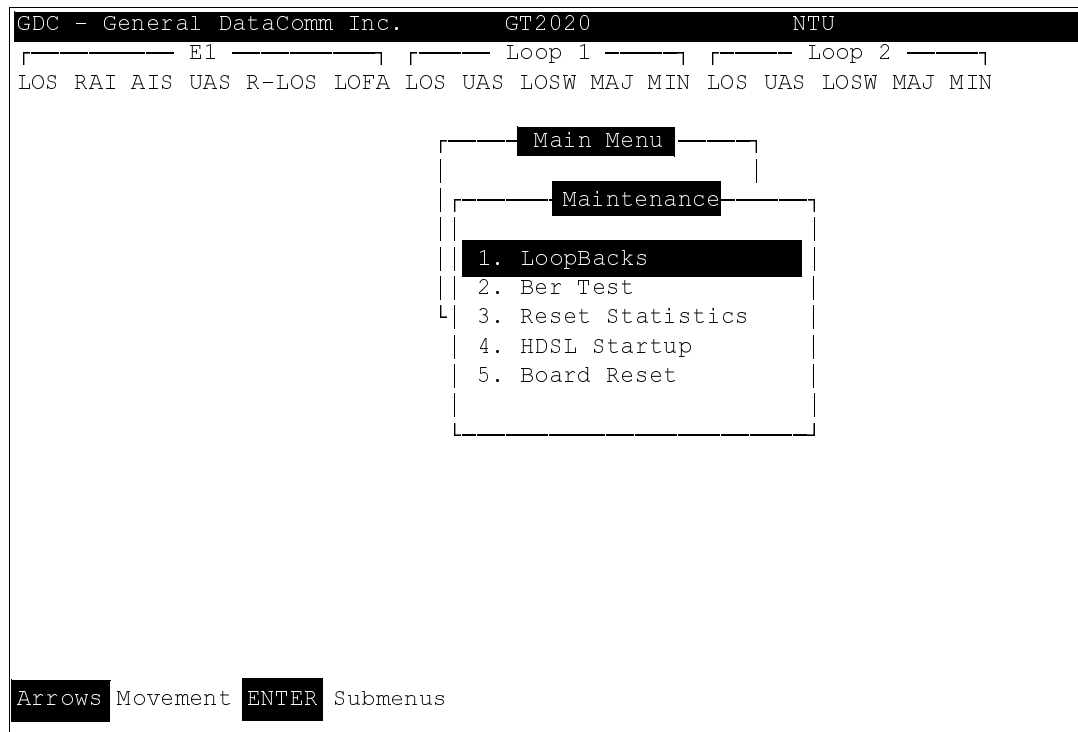 GDC - General DataComm Inc. GT2020 NTU
E1 Loop 1 Loop 2
LOS RAI AIS UAS R-LOS LOFA LOS UAS LOSW MAJ MIN LOS UAS LOSW MAJ MIN
Main Menu
Maintenance
1. LoopBacks
2. Ber Test
3. Reset Statistics
4. HDSL Startup
5. Board Reset
Arrows Movement ENTER Submenus